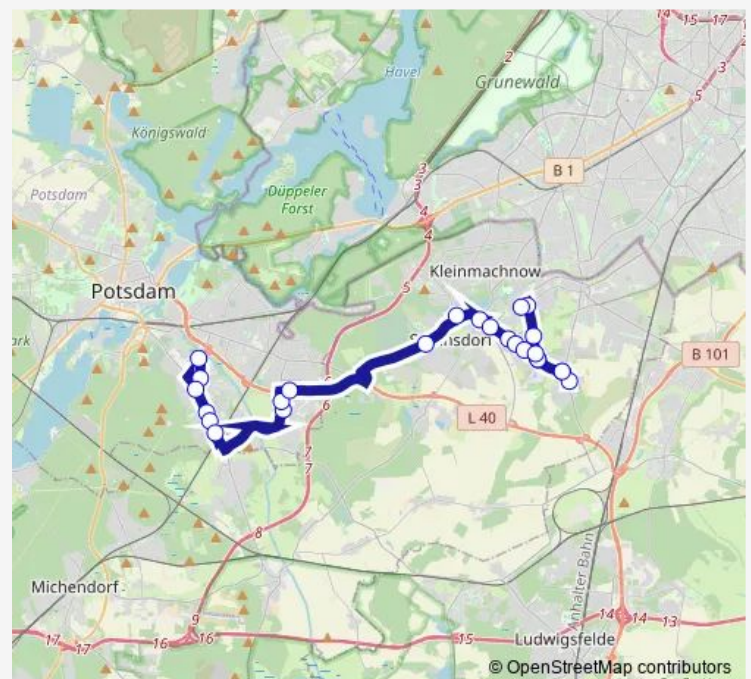 14
15
17
3
2
Havel
Grunewald
5
Königswald
B 1
3
3
Potsdam
Düppeler
Forst
4
4
Kleinmachnow
5
Potsdam
B 101
6
L 40
6
7
7
8
Michendorf
Anhalter Bahn
9
14
14
13
17
17
16
16
15
Ludwigsfelde
© OpenStreetMap contributors